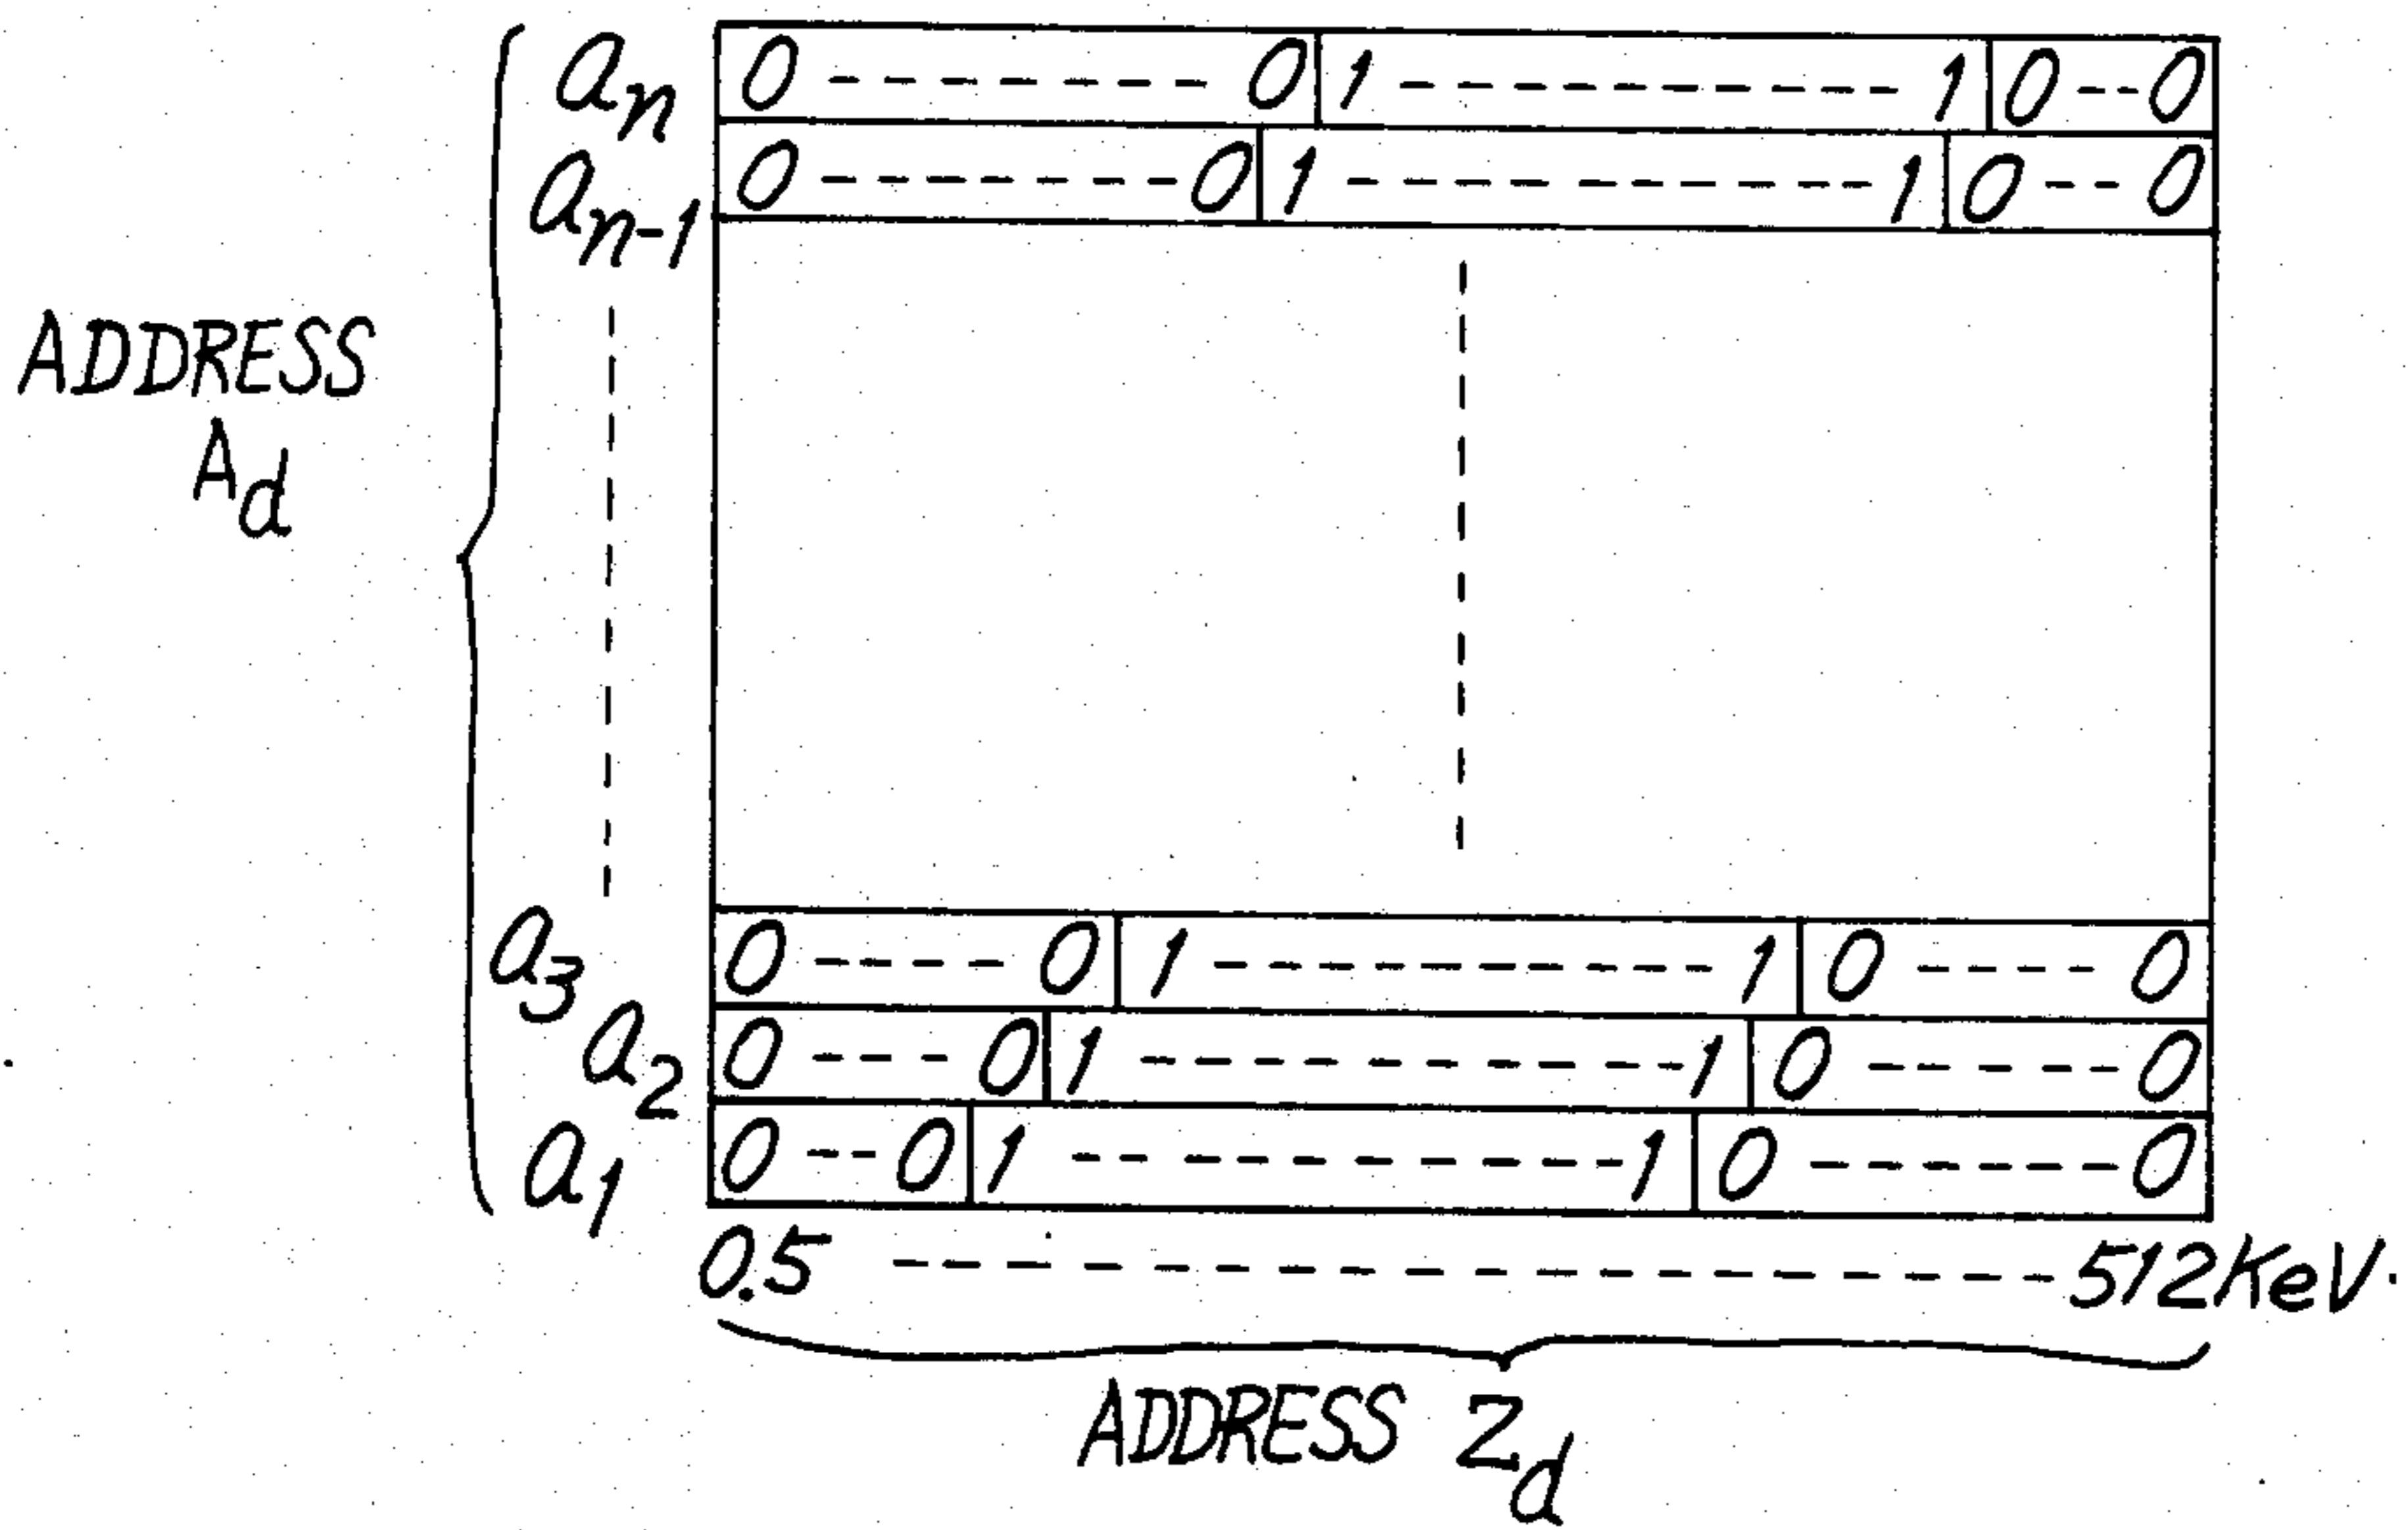 aₙ 0 - - - - - - - 0 1 - - - - - - - - - 1 0 - - 0
aₙ₋₁ 0 - - - - - - - 0 1 - - - - - - - - - 1 0 - - 0
ADDRESS
A_d
a₃ 0 - - - - 0 1 - - - - - - - - - - 1 0 - - - - 0
a₂ 0 - - - 0 1 - - - - - - - - - - 1 0 - - - - - 0
a₁ 0 - - 0 1 - - - - - - - - - - 1 0 - - - - - - 0
0.5 - - - - - - - - - - - - - - - - - - 512KeV.
ADDRESS Z_d